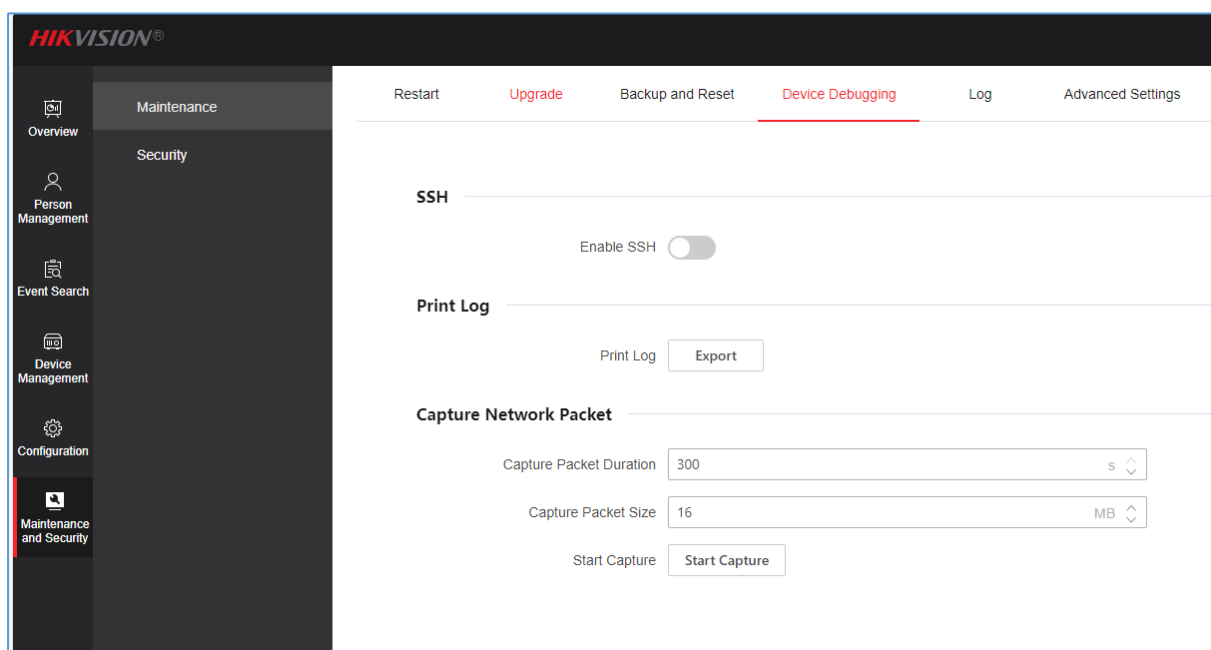 HIKVISION®
Overview
Person
Management
Event Search
Device
Management
Configuration
Maintenance
and Security
Maintenance
Security
Restart Upgrade Backup and Reset Device Debugging Log Advanced Settings
SSH
Enable SSH
Print Log
Print Log Export
Capture Network Packet
Capture Packet Duration 300 s
Capture Packet Size 16 MB
Start Capture Start Capture